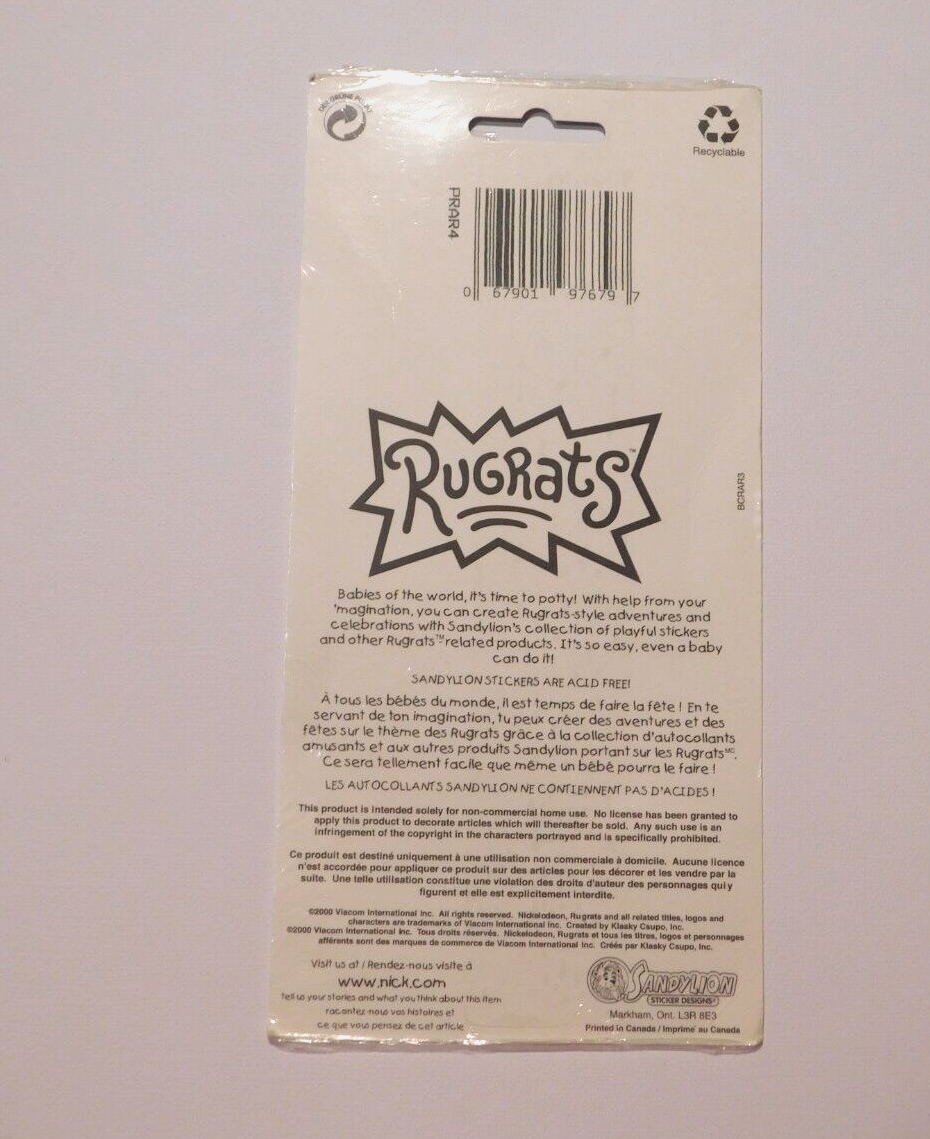 DER GRÜNE PUNKT
Recyclable
PRAR4
0 67901 97679 7
RUGRATS™
BCRAR3
Babies of the world, it's time to potty! With help from your
'magination, you can create Rugrats-style adventures and
celebrations with Sandylion's collection of playful stickers
and other Rugrats™ related products. It's so easy, even a baby
can do it!
SANDYLION STICKERS ARE ACID FREE!
À tous les bébés du monde, il est temps de faire la fête ! En te
servant de ton imagination, tu peux créer des aventures et des
fêtes sur le thème des Rugrats grâce à la collection d'autocollants
amusants et aux autres produits Sandylion portant sur les Rugrats MC.
Ce sera tellement facile que même un bébé pourra le faire !
LES AUTOCOLLANTS SANDYLION NE CONTIENNENT PAS D'ACIDES !
This product is intended solely for non-commercial home use. No license has been granted to
apply this product to decorate articles which will thereafter be sold. Any such use is an
infringement of the copyright in the characters portrayed and is specifically prohibited.
Ce produit est destiné uniquement à une utilisation non commerciale à domicile. Aucune licence
n'est accordée pour appliquer ce produit sur des articles pour les décorer et les vendre par la
suite. Une telle utilisation constitue une violation des droits d'auteur des personnages qui y
figurent et elle est explicitement interdite.
©2000 Viacom International Inc. All rights reserved. Nickelodeon, Rugrats and all related titles, logos and
characters are trademarks of Viacom International Inc. Created by Klasky Csupo, Inc.
©2000 Viacom International Inc. Tous droits réservés. Nickelodeon, Rugrats et tous les titres, logos et personnages
afférents sont des marques de commerce de Viacom International Inc. Créés par Klasky Csupo, Inc.
Visit us at / Rendez-nous visite à
www.nick.com
tell us your stories and what you think about this item
racontez-nous vos histoires et
ce que vous pensez de cet article
SANDYLION
STICKER DESIGNS®
Markham, Ont. L3R 8E3
Printed in Canada / Imprimé au Canada